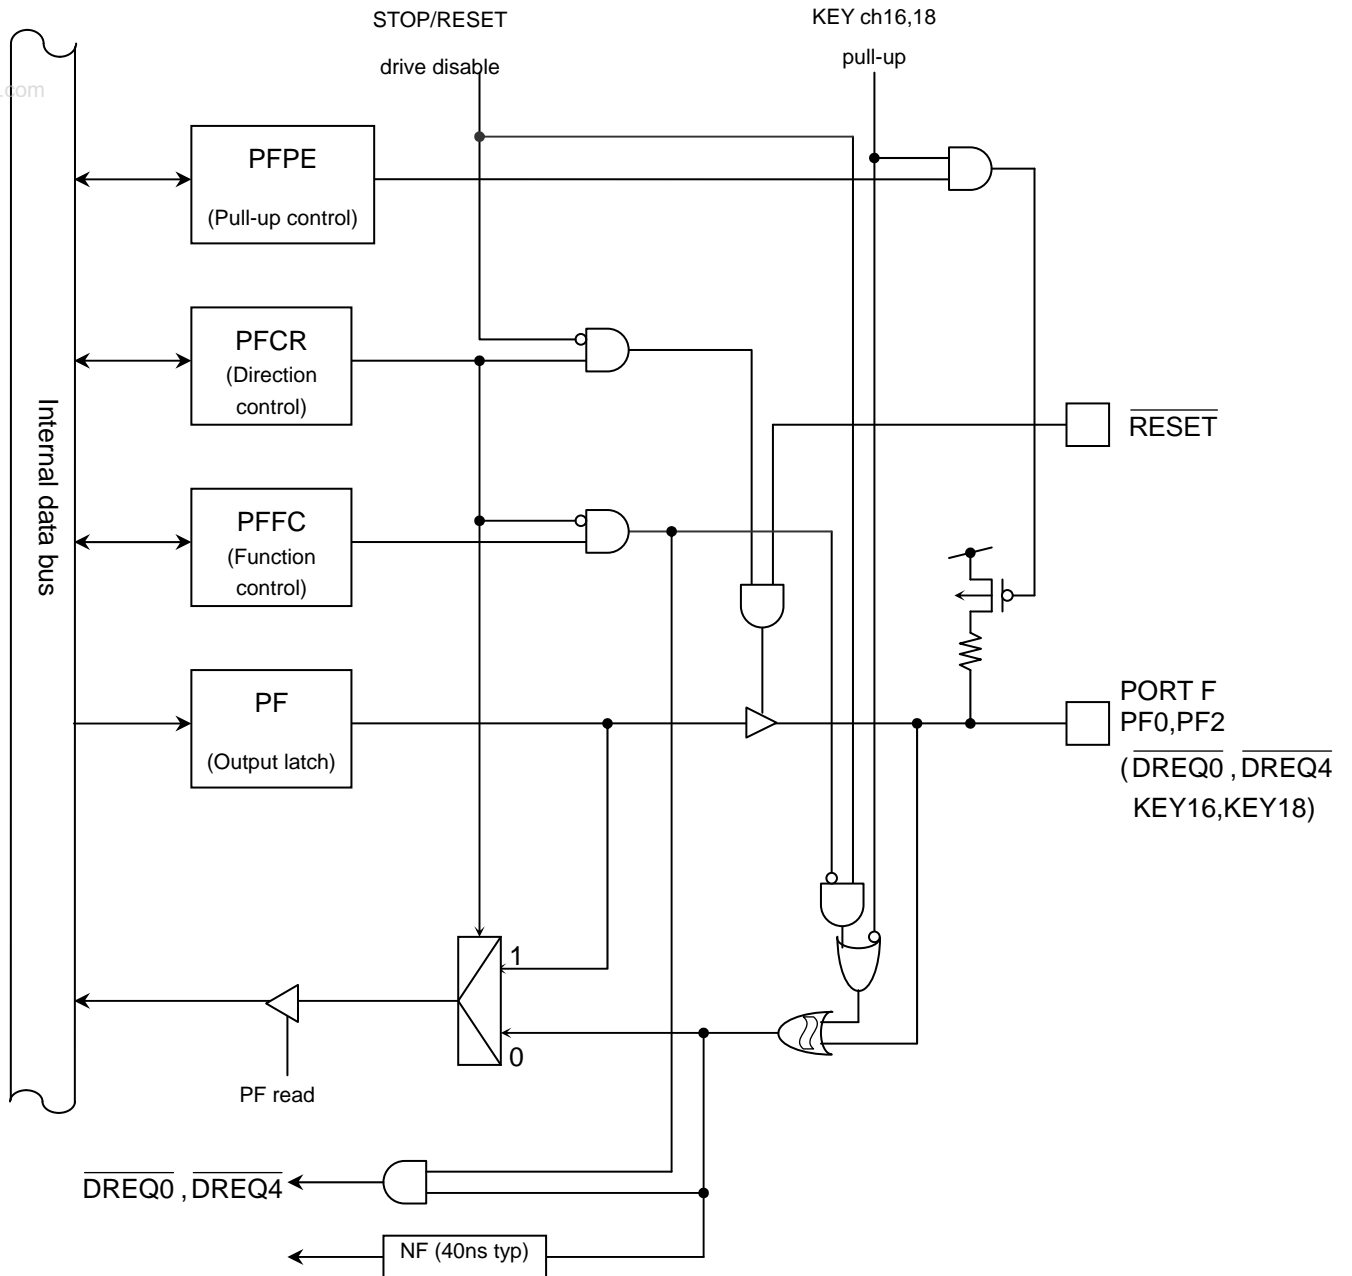 STOP/RESET
drive disable
KEY ch16,18
pull-up
.com
PFPE
(Pull-up control)
PFCR
(Direction
control)
RESET
Internal data bus
PFFC
(Function
control)
PF
(Output latch)
PORT F
PF0,PF2
(DREQ0 ,DREQ4
KEY16,KEY18)
1
0
PF read
DREQ0 ,DREQ4
NF (40ns typ)